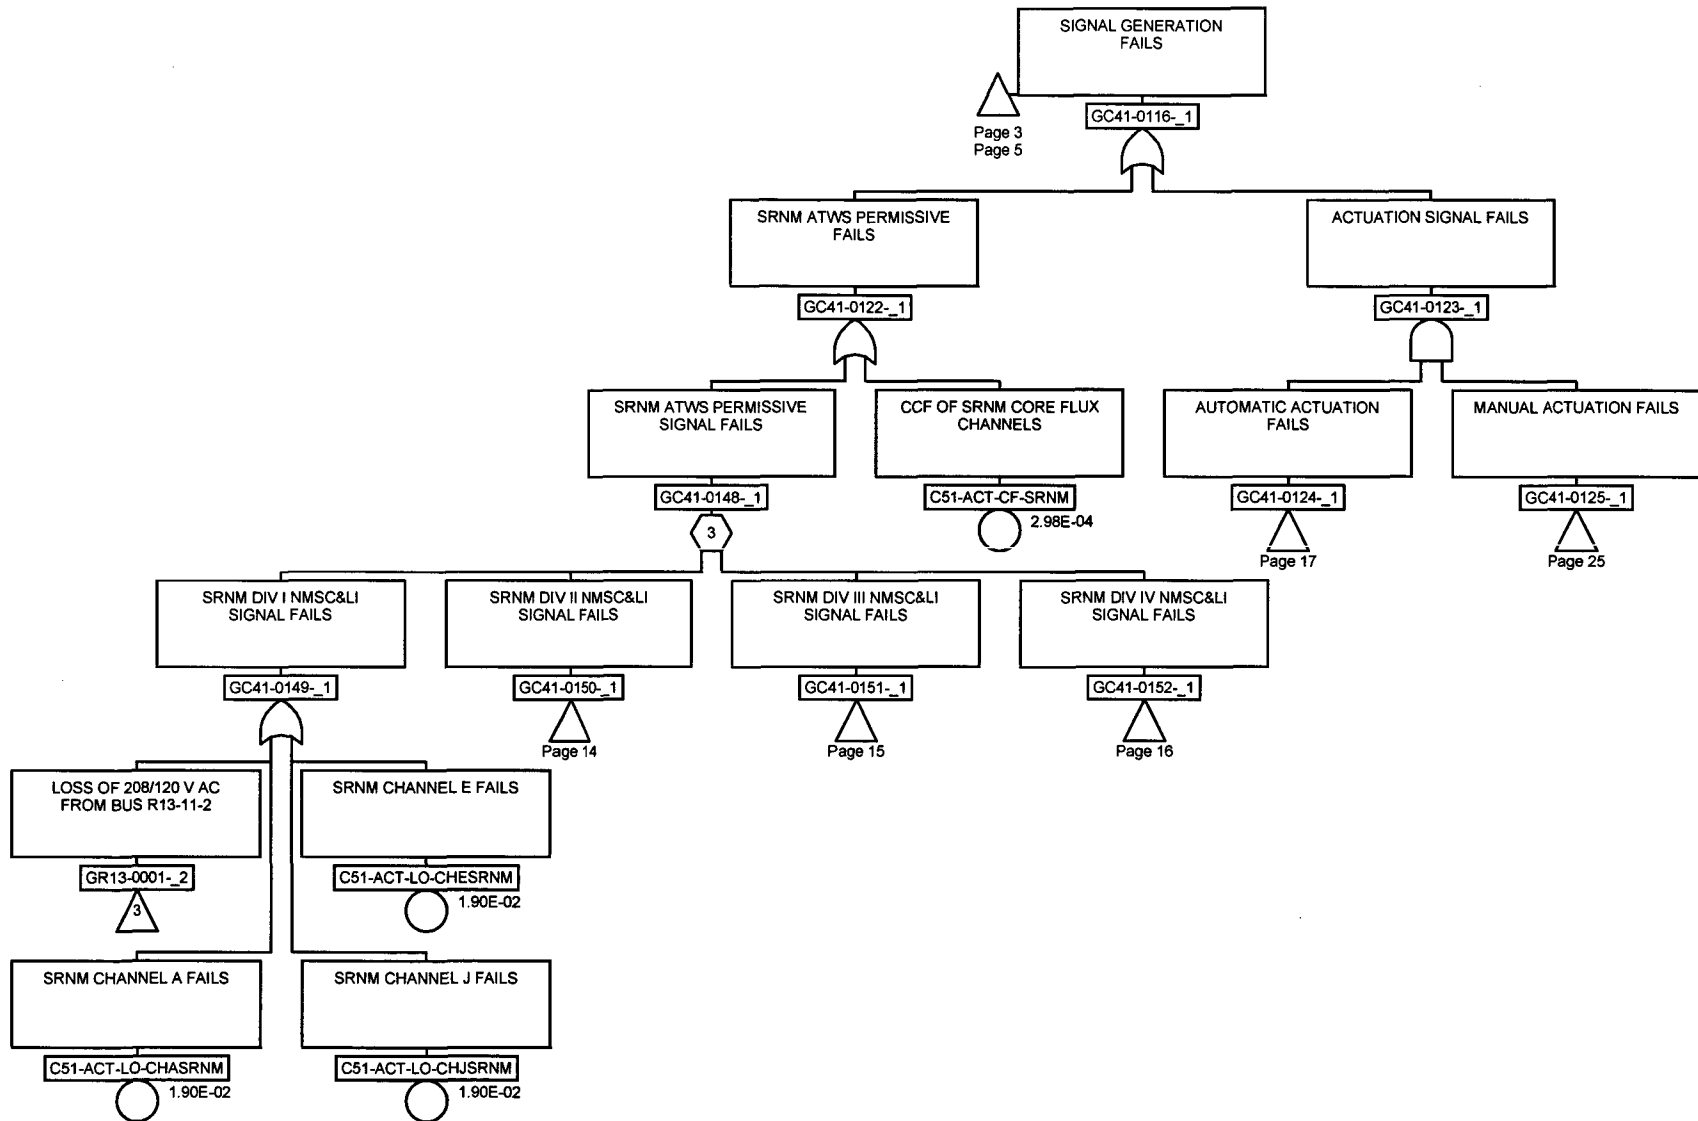 SIGNAL GENERATION
FAILS
GC41-0116-_1
Page 3
Page 5
SRNM ATWS PERMISSIVE
FAILS
GC41-0122-_1
ACTUATION SIGNAL FAILS
GC41-0123-_1
SRNM ATWS PERMISSIVE
SIGNAL FAILS
GC41-0148-_1
3
CCF OF SRNM CORE FLUX
CHANNELS
C51-ACT-CF-SRNM
2.98E-04
AUTOMATIC ACTUATION
FAILS
GC41-0124-_1
Page 17
MANUAL ACTUATION FAILS
GC41-0125-_1
Page 25
SRNM DIV I NMSC&LI
SIGNAL FAILS
GC41-0149-_1
SRNM DIV II NMSC&LI
SIGNAL FAILS
GC41-0150-_1
Page 14
SRNM DIV III NMSC&LI
SIGNAL FAILS
GC41-0151-_1
Page 15
SRNM DIV IV NMSC&LI
SIGNAL FAILS
GC41-0152-_1
Page 16
LOSS OF 208/120 V AC
FROM BUS R13-11-2
GR13-0001-_2
3
SRNM CHANNEL E FAILS
C51-ACT-LO-CHESRNM
1.90E-02
SRNM CHANNEL A FAILS
C51-ACT-LO-CHASRNM
1.90E-02
SRNM CHANNEL J FAILS
C51-ACT-LO-CHJSRNM
1.90E-02